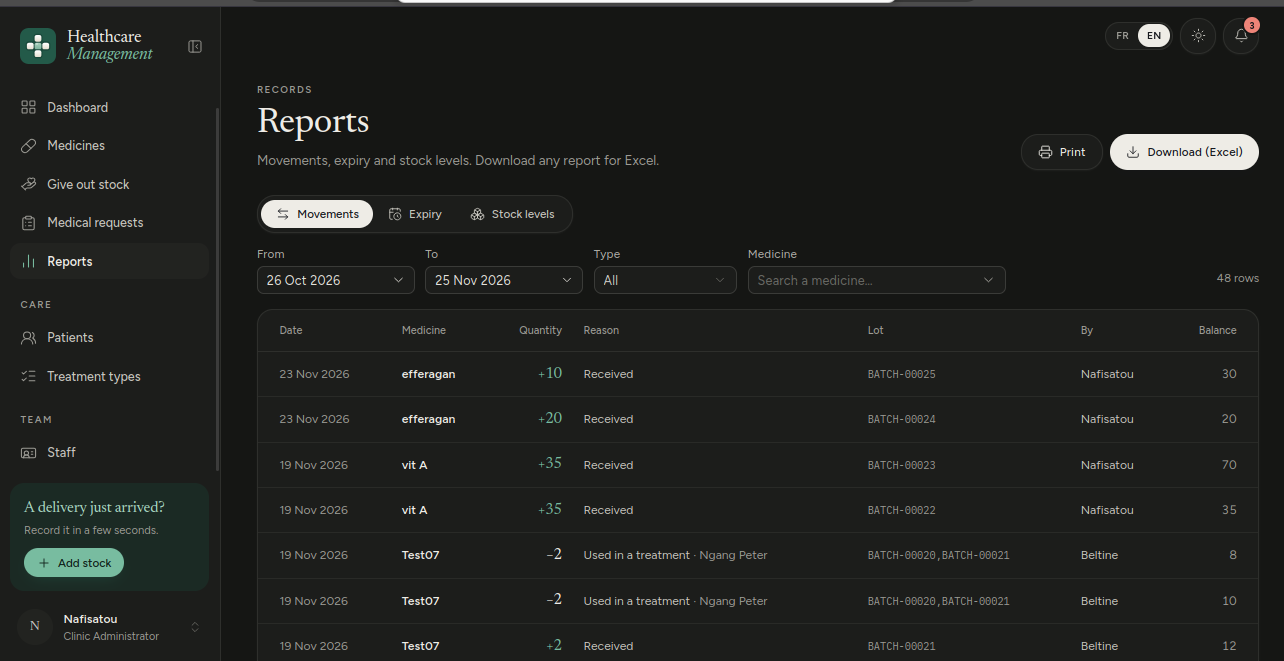 Healthcare
Management
Dashboard
Medicines
Give out stock
Medical requests
Reports
CARE
Patients
Treatment types
TEAM
Staff
A delivery just arrived?
Record it in a few seconds.
+ Add stock
N
Nafisatou
Clinic Administrator
FR EN
3
RECORDS
Reports
Movements, expiry and stock levels. Download any report for Excel.
Print
Download (Excel)
Movements Expiry Stock levels
From To Type Medicine
26 Oct 2026 25 Nov 2026 All Search a medicine...
48 rows
Date Medicine Quantity Reason Lot By Balance
23 Nov 2026 efferagan +10 Received BATCH-00025 Nafisatou 30
23 Nov 2026 efferagan +20 Received BATCH-00024 Nafisatou 20
19 Nov 2026 vit A +35 Received BATCH-00023 Nafisatou 70
19 Nov 2026 vit A +35 Received BATCH-00022 Nafisatou 35
19 Nov 2026 Test07 −2 Used in a treatment · Ngang Peter BATCH-00020,BATCH-00021 Beltine 8
19 Nov 2026 Test07 −2 Used in a treatment · Ngang Peter BATCH-00020,BATCH-00021 Beltine 10
19 Nov 2026 Test07 +2 Received BATCH-00021 Beltine 12